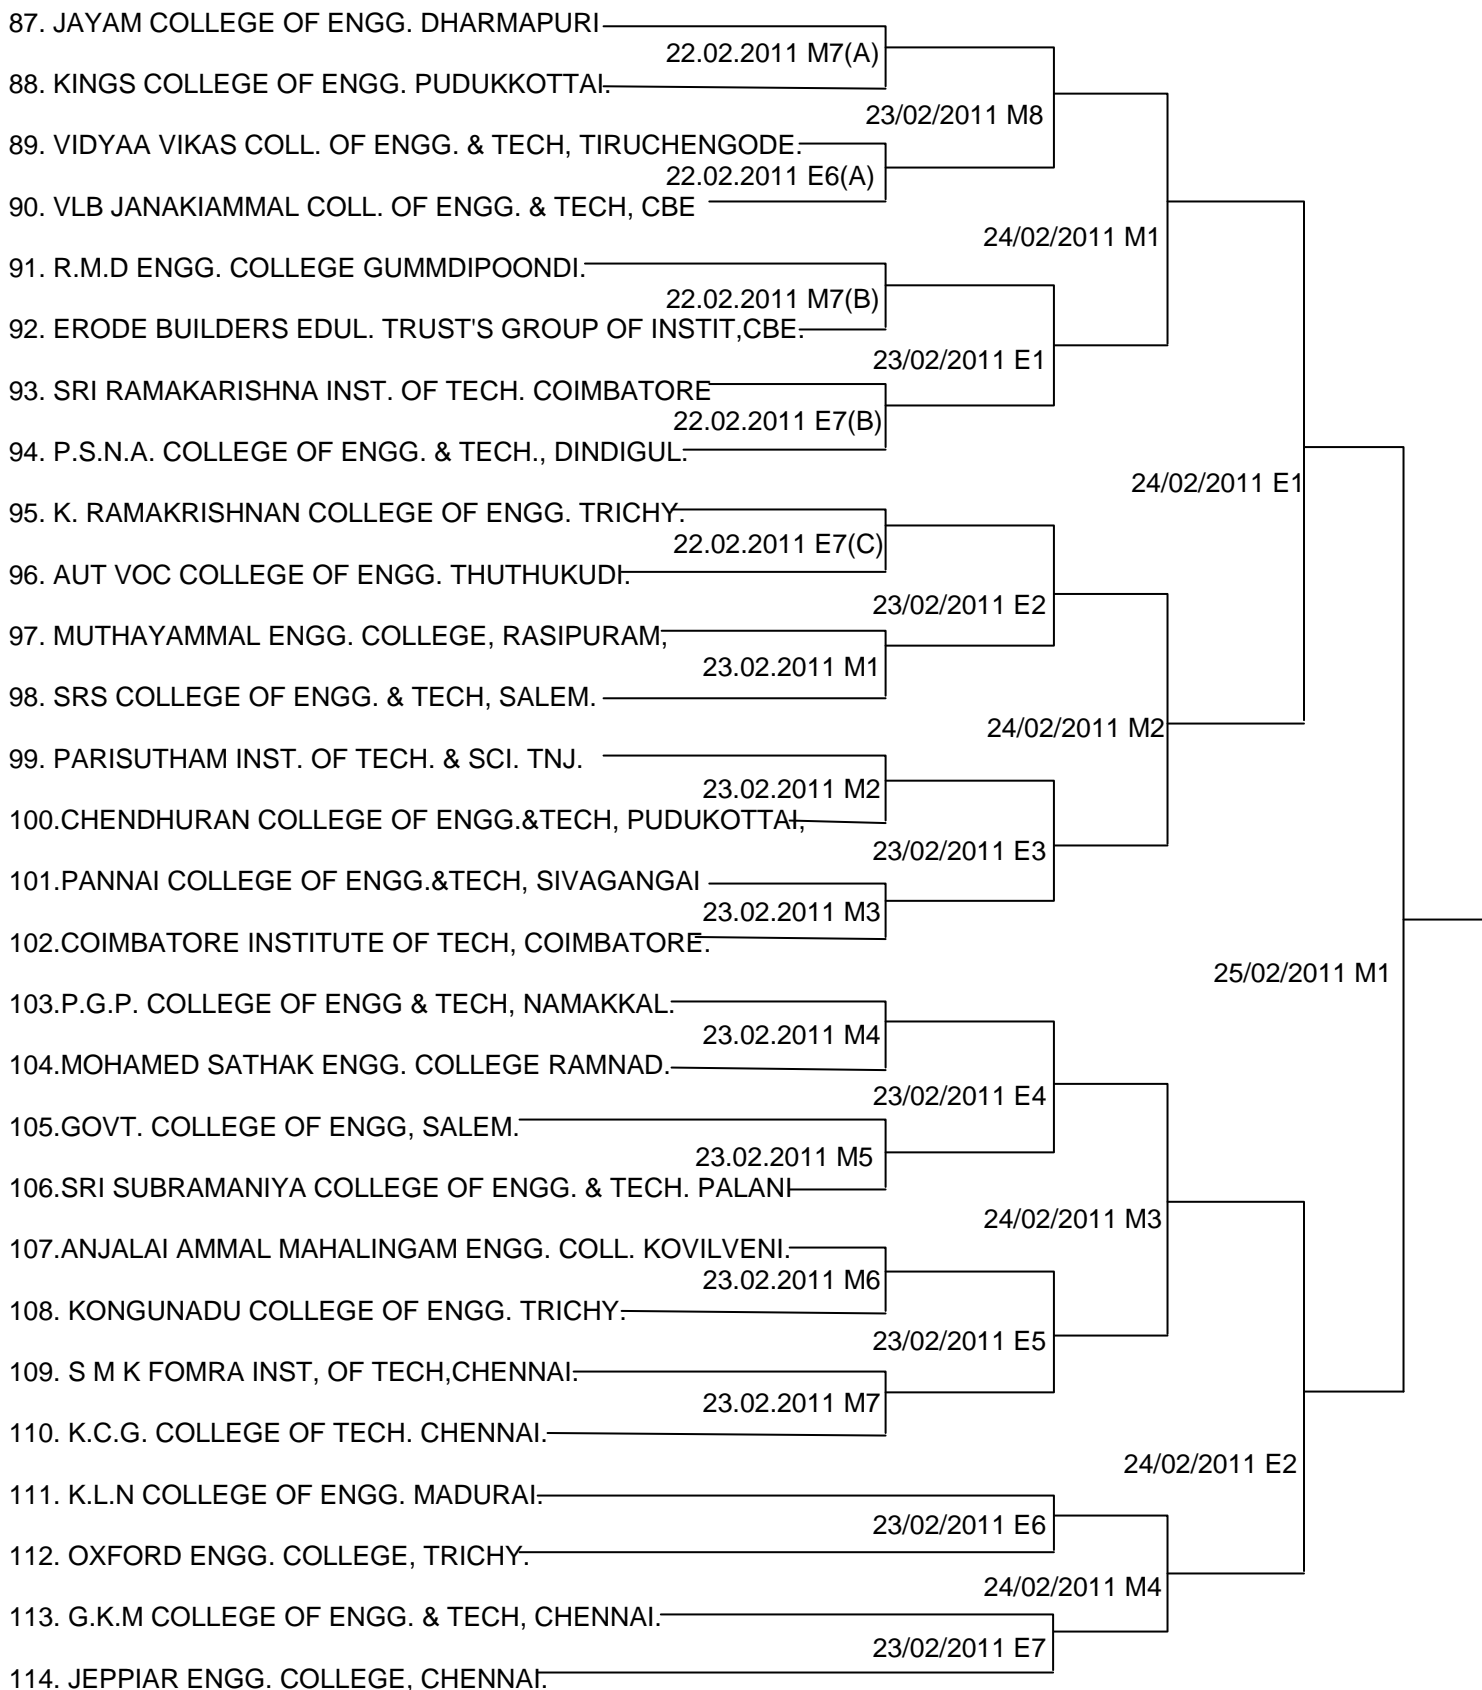 87. JAYAM COLLEGE OF ENGG. DHARMAPURI
22.02.2011 M7(A)
88. KINGS COLLEGE OF ENGG. PUDUKKOTTAI.
23/02/2011 M8
89. VIDYAA VIKAS COLL. OF ENGG. & TECH, TIRUCHENGODE.
22.02.2011 E6(A)
90. VLB JANAKIAMMAL COLL. OF ENGG. & TECH, CBE
24/02/2011 M1
91. R.M.D ENGG. COLLEGE GUMMDIPOONDI.
22.02.2011 M7(B)
92. ERODE BUILDERS EDUL. TRUST'S GROUP OF INSTIT,CBE.
23/02/2011 E1
93. SRI RAMAKARISHNA INST. OF TECH. COIMBATORE
22.02.2011 E7(B)
94. P.S.N.A. COLLEGE OF ENGG. & TECH., DINDIGUL.
24/02/2011 E1
95. K. RAMAKRISHNAN COLLEGE OF ENGG. TRICHY.
22.02.2011 E7(C)
96. AUT VOC COLLEGE OF ENGG. THUTHUKUDI.
23/02/2011 E2
97. MUTHAYAMMAL ENGG. COLLEGE, RASIPURAM,
23.02.2011 M1
98. SRS COLLEGE OF ENGG. & TECH, SALEM.
24/02/2011 M2
99. PARISUTHAM INST. OF TECH. & SCI. TNJ.
23.02.2011 M2
100.CHENDHURAN COLLEGE OF ENGG.&TECH, PUDUKOTTAI,
23/02/2011 E3
101.PANNAI COLLEGE OF ENGG.&TECH, SIVAGANGAI
23.02.2011 M3
102.COIMBATORE INSTITUTE OF TECH, COIMBATORE.
25/02/2011 M1
103.P.G.P. COLLEGE OF ENGG & TECH, NAMAKKAL.
23.02.2011 M4
104.MOHAMED SATHAK ENGG. COLLEGE RAMNAD.
23/02/2011 E4
105.GOVT. COLLEGE OF ENGG, SALEM.
23.02.2011 M5
106.SRI SUBRAMANIYA COLLEGE OF ENGG. & TECH. PALANI
24/02/2011 M3
107.ANJALAI AMMAL MAHALINGAM ENGG. COLL. KOVILVENI.
23.02.2011 M6
108. KONGUNADU COLLEGE OF ENGG. TRICHY.
23/02/2011 E5
109. S M K FOMRA INST, OF TECH,CHENNAI.
23.02.2011 M7
110. K.C.G. COLLEGE OF TECH. CHENNAI.
24/02/2011 E2
111. K.L.N COLLEGE OF ENGG. MADURAI.
23/02/2011 E6
112. OXFORD ENGG. COLLEGE, TRICHY.
24/02/2011 M4
113. G.K.M COLLEGE OF ENGG. & TECH, CHENNAI.
23/02/2011 E7
114. JEPPIAR ENGG. COLLEGE, CHENNAI.